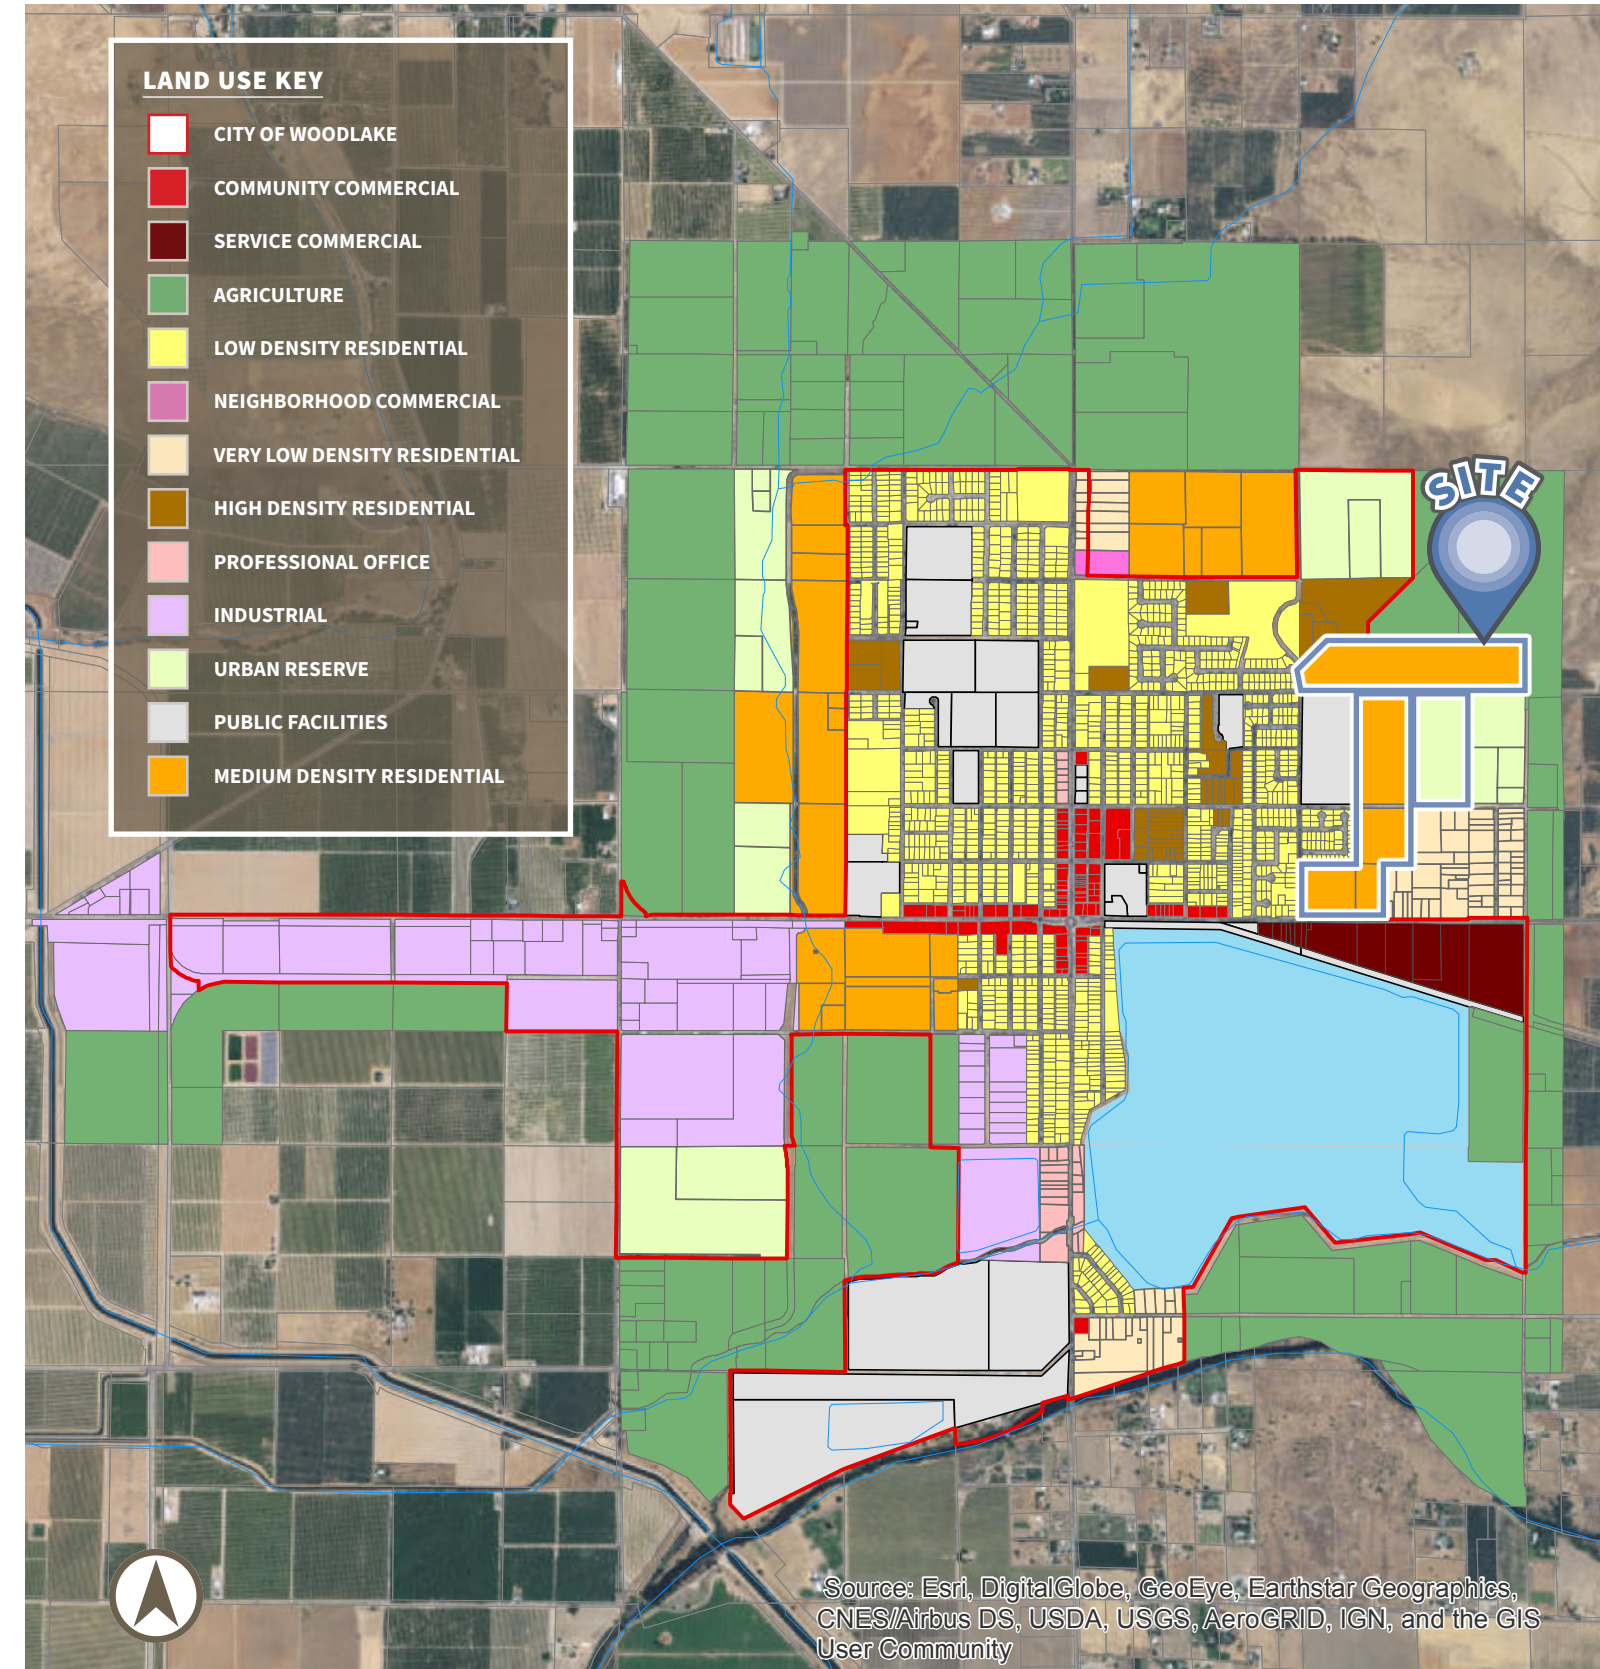 LAND USE KEY
CITY OF WOODLAKE
COMMUNITY COMMERCIAL
SERVICE COMMERCIAL
AGRICULTURE
LOW DENSITY RESIDENTIAL
NEIGHBORHOOD COMMERCIAL
VERY LOW DENSITY RESIDENTIAL
HIGH DENSITY RESIDENTIAL
PROFESSIONAL OFFICE
INDUSTRIAL
URBAN RESERVE
PUBLIC FACILITIES
MEDIUM DENSITY RESIDENTIAL
SITE
Source: Esri, DigitalGlobe, GeoEye, Earthstar Geographics,
CNES/Airbus DS, USDA, USGS, AeroGRID, IGN, and the GIS
User Community